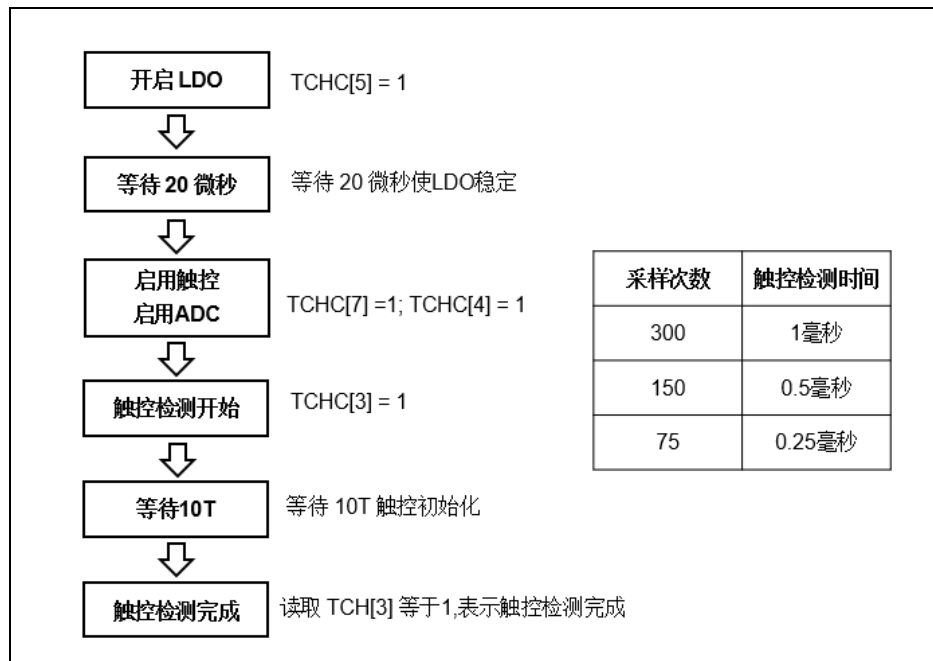 开启 LDO
TCHC[5] = 1
等待 20 微秒
等待 20 微秒使LDO稳定
启用触控
启用ADC
TCHC[7] =1; TCHC[4] = 1
触控检测开始
TCHC[3] = 1
等待10T
等待 10T 触控初始化
触控检测完成
读取 TCH[3] 等于1,表示触控检测完成
采样次数 触控检测时间
300 1毫秒
150 0.5毫秒
75 0.25毫秒